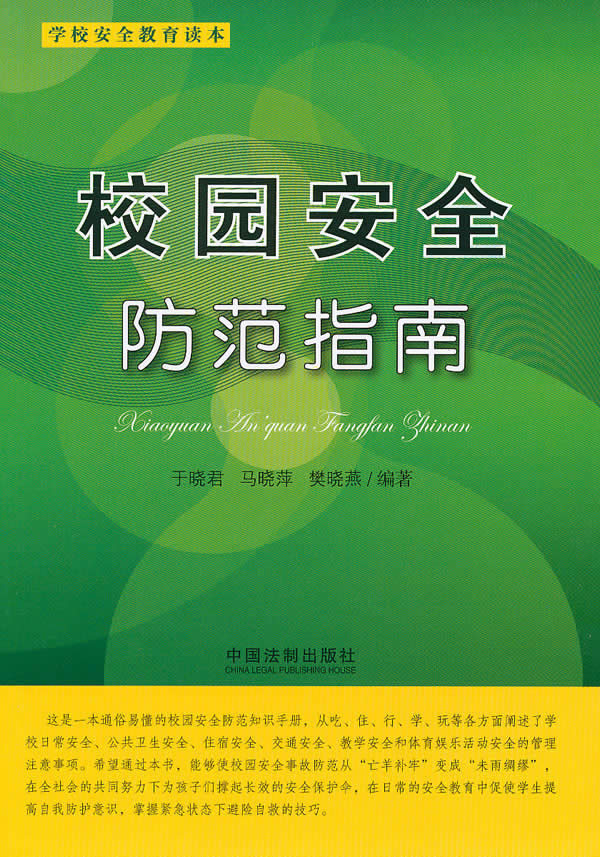 学校安全教育读本
校园安全
防范指南
Xiaoyuan An'quan Fangfan Zhinan
于晓君 马晓萍 樊晓燕/编著
中国法制出版社
CHINA LEGAL PUBLISHING HOUSE
这是一本通俗易懂的校园安全防范知识手册，从吃、住、行、学、玩等各方面阐述了学
校日常安全、公共卫生安全、住宿安全、交通安全、教学安全和体育娱乐活动安全的管理
注意事项。希望通过本书，能够使校园安全事故防范从“亡羊补牢”变成“未雨绸缪”，
在全社会的共同努力下为孩子们撑起长效的安全保护伞，在日常的安全教育中促使学生提
高自我防护意识，掌握紧急状态下避险自救的技巧。